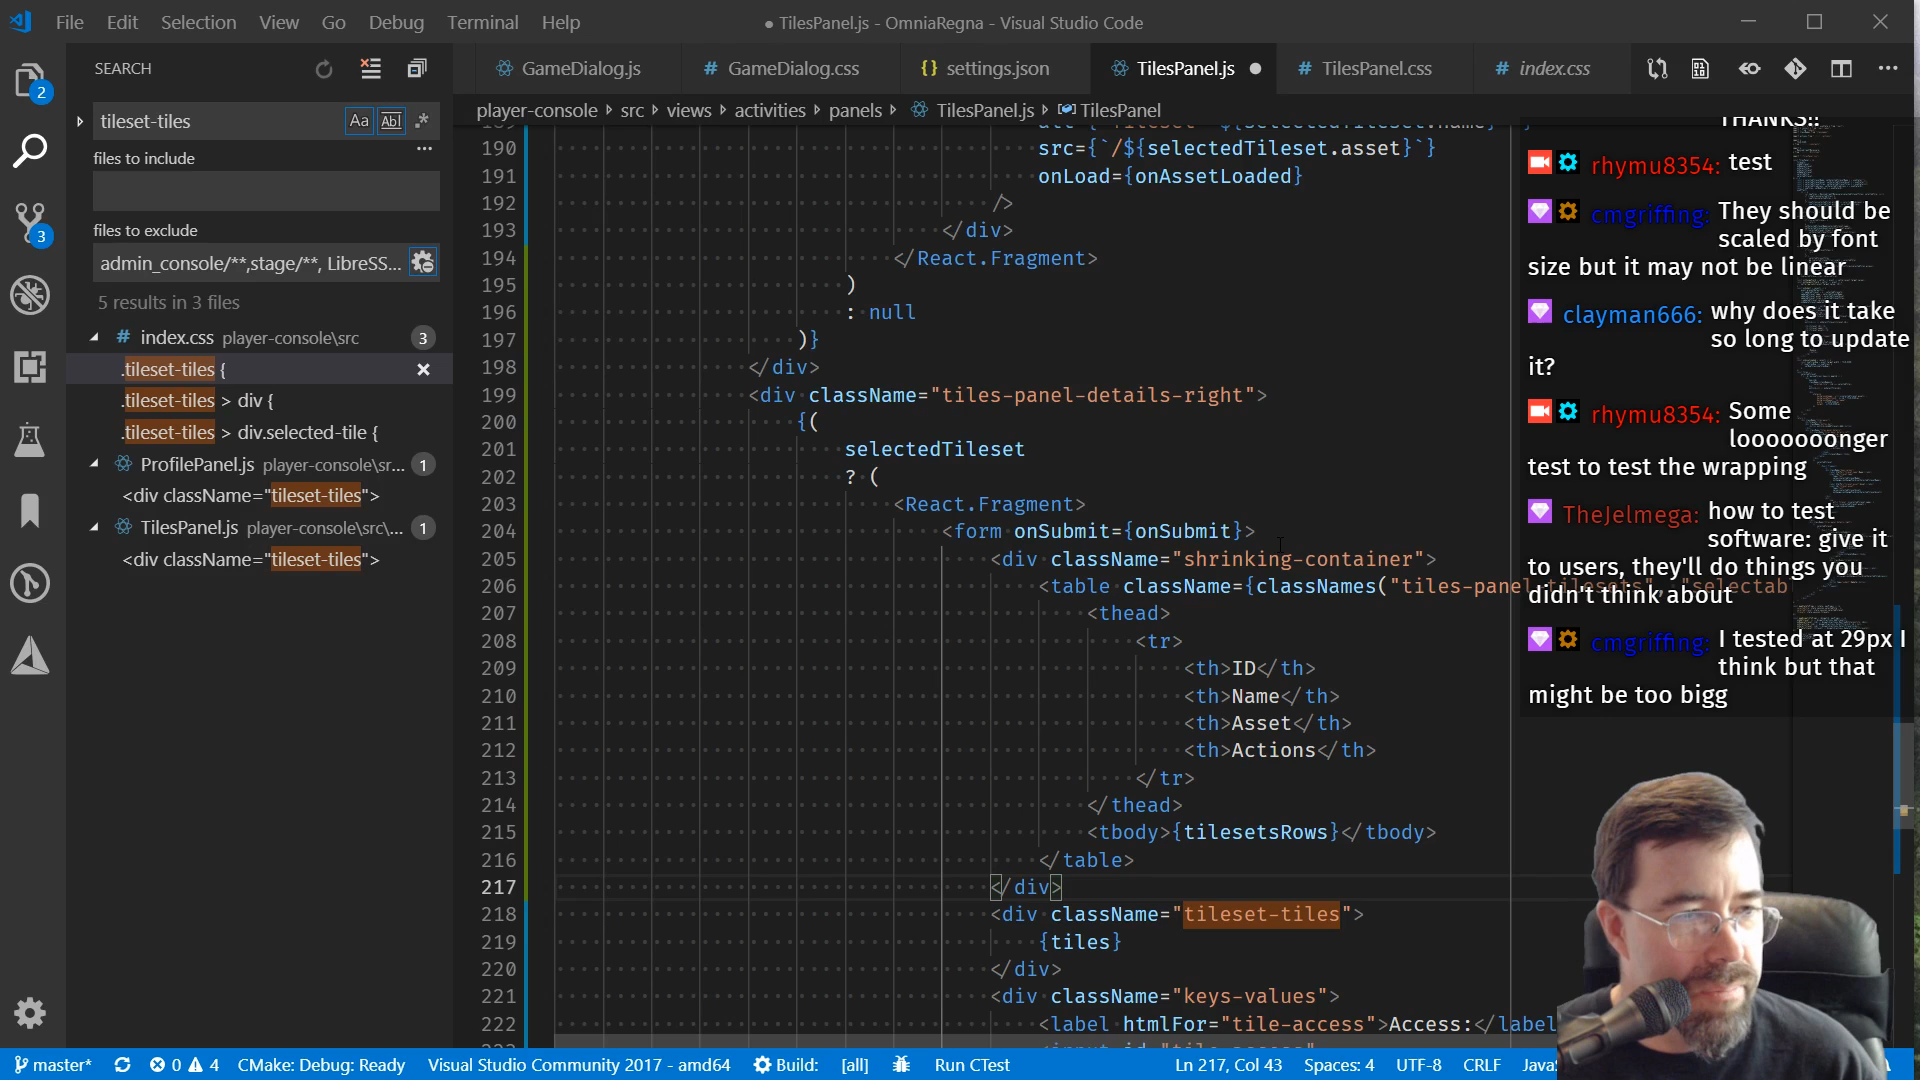 File Edit Selection View Go Debug Terminal Help
● TilesPanel.js - OmniaRegna - Visual Studio Code
SEARCH
GameDialog.js
# GameDialog.css
{} settings.json
TilesPanel.js ●
# TilesPanel.css
# index.css
player-console › src › views › activities › panels › TilesPanel.js › TilesPanel
2
3
tileset-tiles
Aa Abl .*
files to include
files to exclude
admin_console/**,stage/**, LibreSS...
5 results in 3 files
# index.css player-console\src 3
.tileset-tiles {
.tileset-tiles > div {
.tileset-tiles > div.selected-tile {
ProfilePanel.js player-console\sr... 1
<div className="tileset-tiles">
TilesPanel.js player-console\src\... 1
<div className="tileset-tiles">
190 src={`/${selectedTileset.asset}`}
191 onLoad={onAssetLoaded}
192 />
193 </div>
194 </React.Fragment>
195 )
196 : null
197 )}
198 </div>
199 <div className="tiles-panel-details-right">
200 {(
201 selectedTileset
202 ? (
203 <React.Fragment>
204 <form onSubmit={onSubmit}>
205 <div className="shrinking-container">
206 <table className={classNames("tiles-panel-tilesets", "selectab
207 <thead>
208 <tr>
209 <th>ID</th>
210 <th>Name</th>
211 <th>Asset</th>
212 <th>Actions</th>
213 </tr>
214 </thead>
215 <tbody>{tilesetsRows}</tbody>
216 </table>
217 </div>
218 <div className="tileset-tiles">
219 {tiles}
220 </div>
221 <div className="keys-values">
222 <label htmlFor="tile-access">Access:</label
THANKS!!
rhymu8354: test
cmgriffing: They should be
scaled by font
size but it may not be linear
clayman666: why does it take
so long to update
it?
rhymu8354: Some
looooooonger
test to test the wrapping
TheJelmega: how to test
software: give it
to users, they'll do things you
didn't think about
cmgriffing: I tested at 29px I
think but that
might be too bigg
master* 0 4 CMake: Debug: Ready Visual Studio Community 2017 - amd64 Build: [all] Run CTest Ln 217, Col 43 Spaces: 4 UTF-8 CRLF